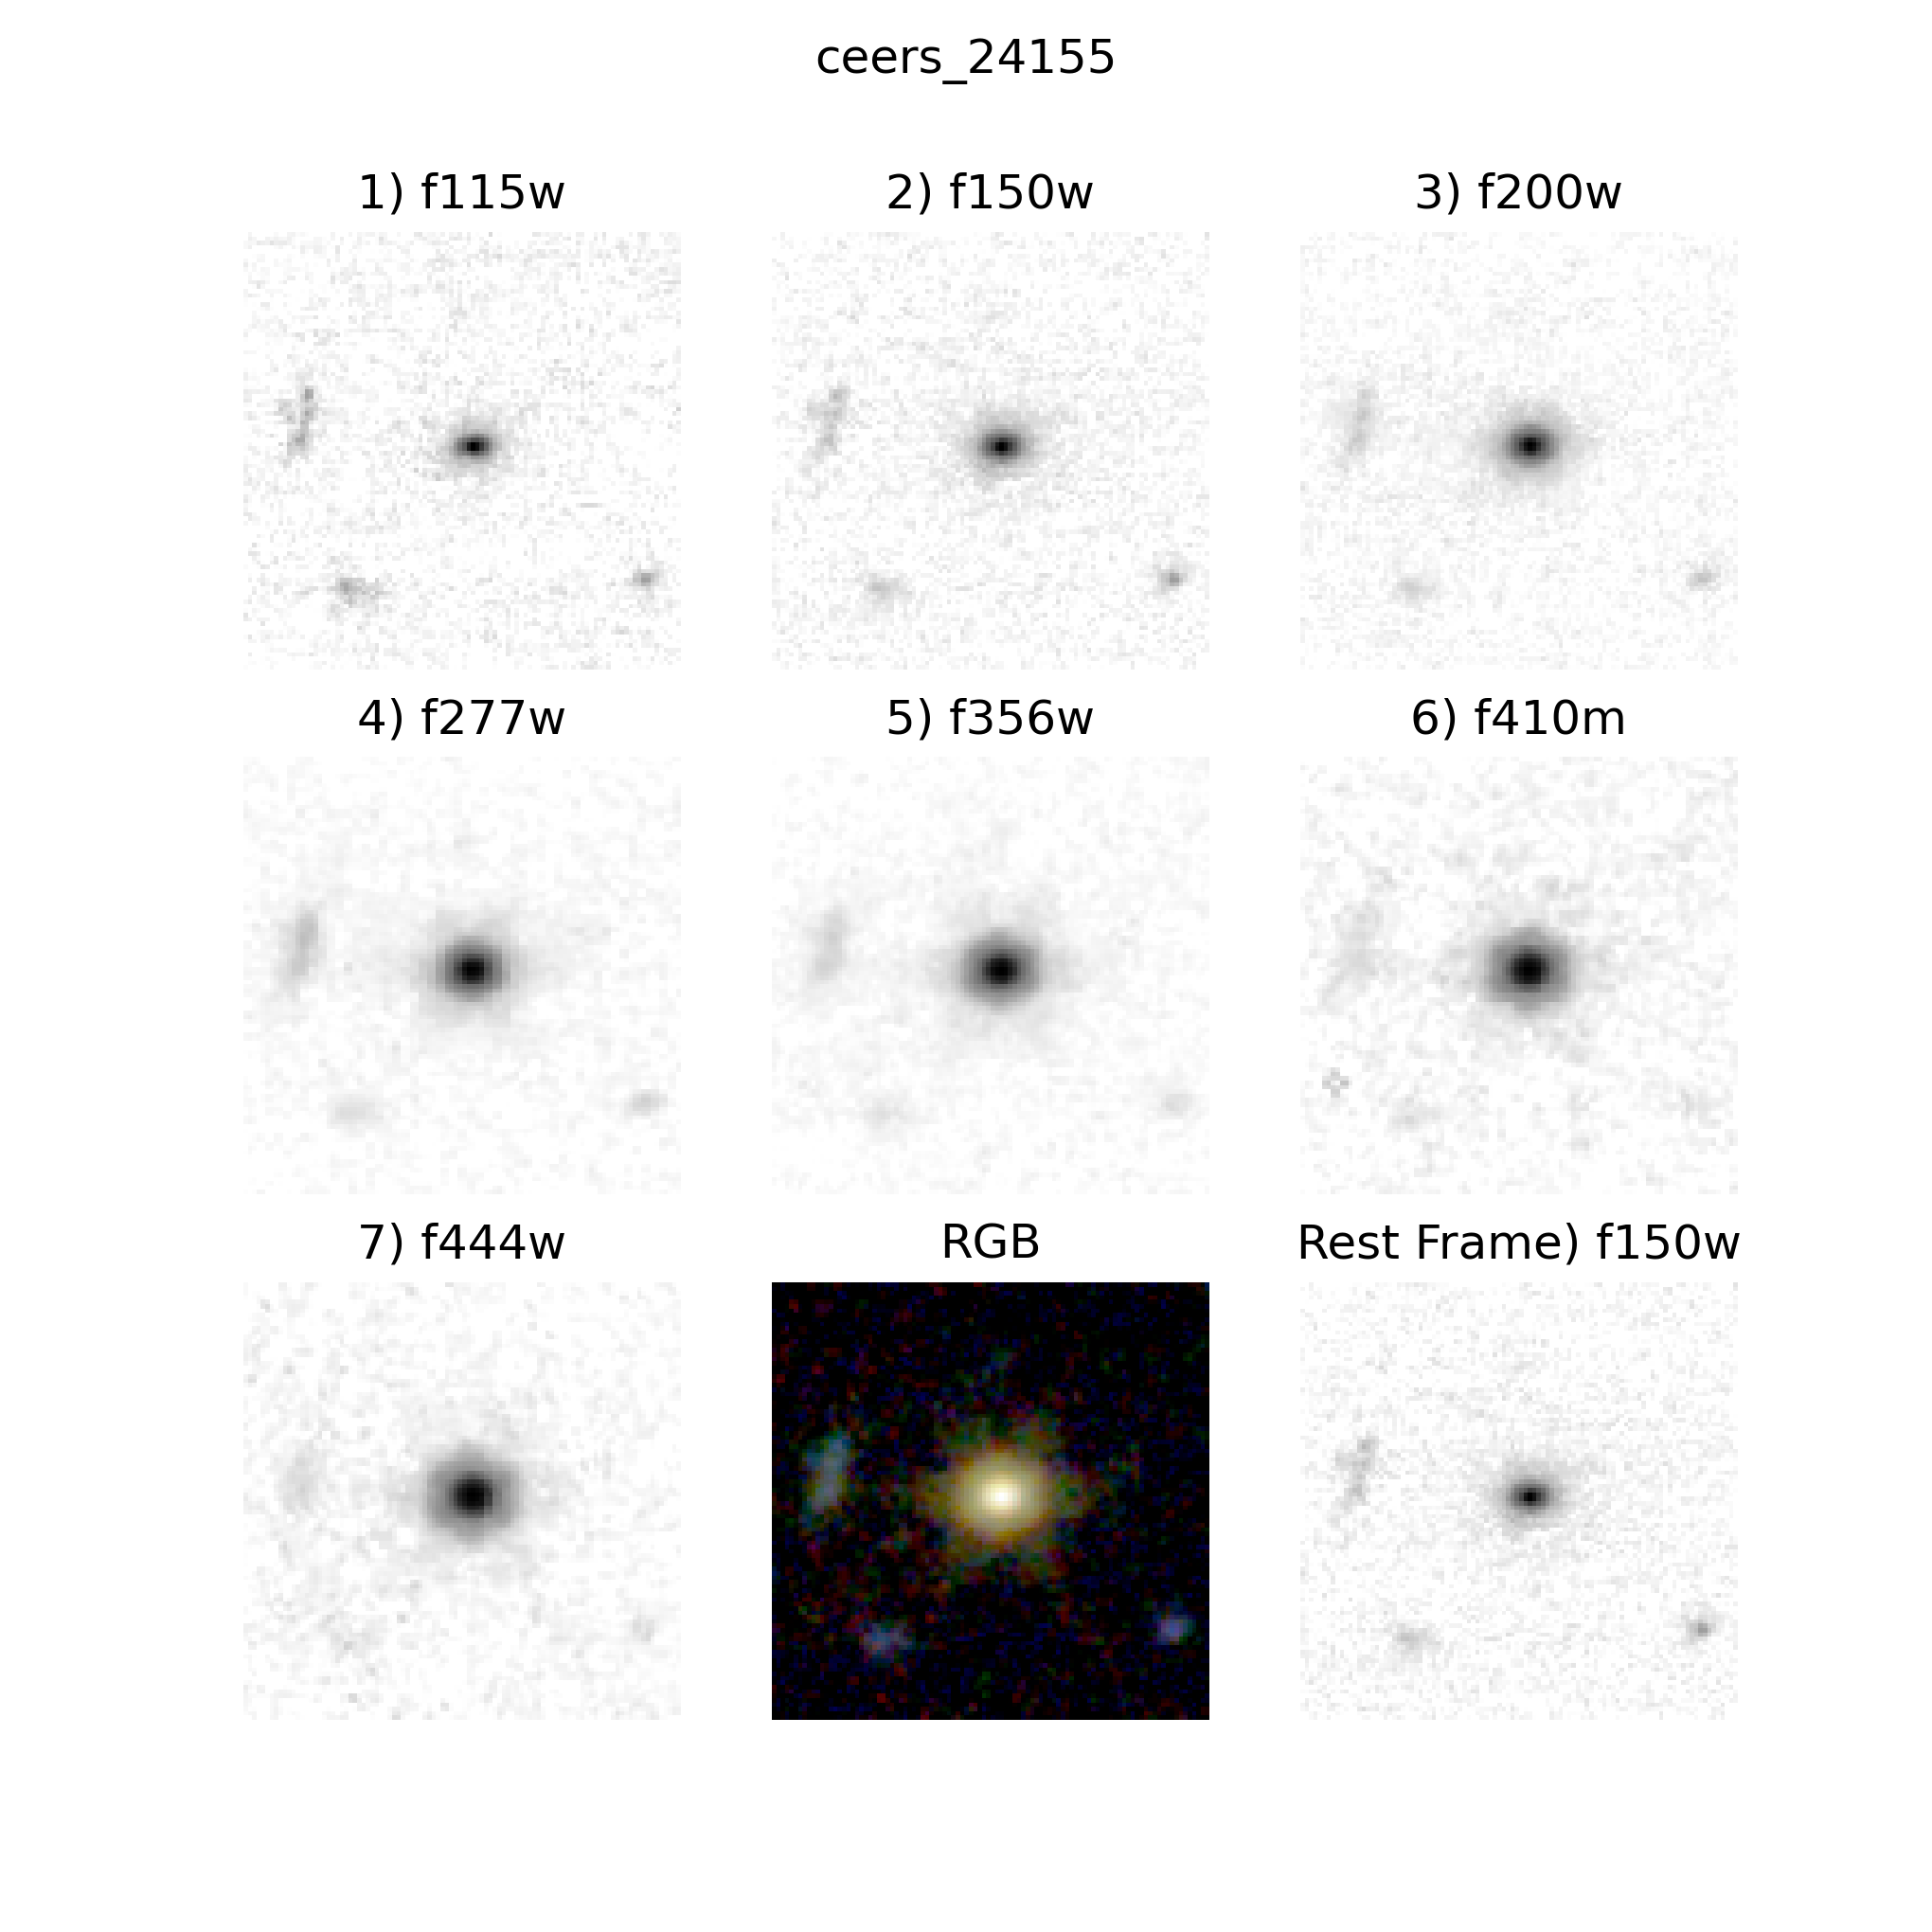 ceers_24155
1) f115w
2) f150w
3) f200w
4) f277w
5) f356w
6) f410m
7) f444w
RGB
Rest Frame) f150w